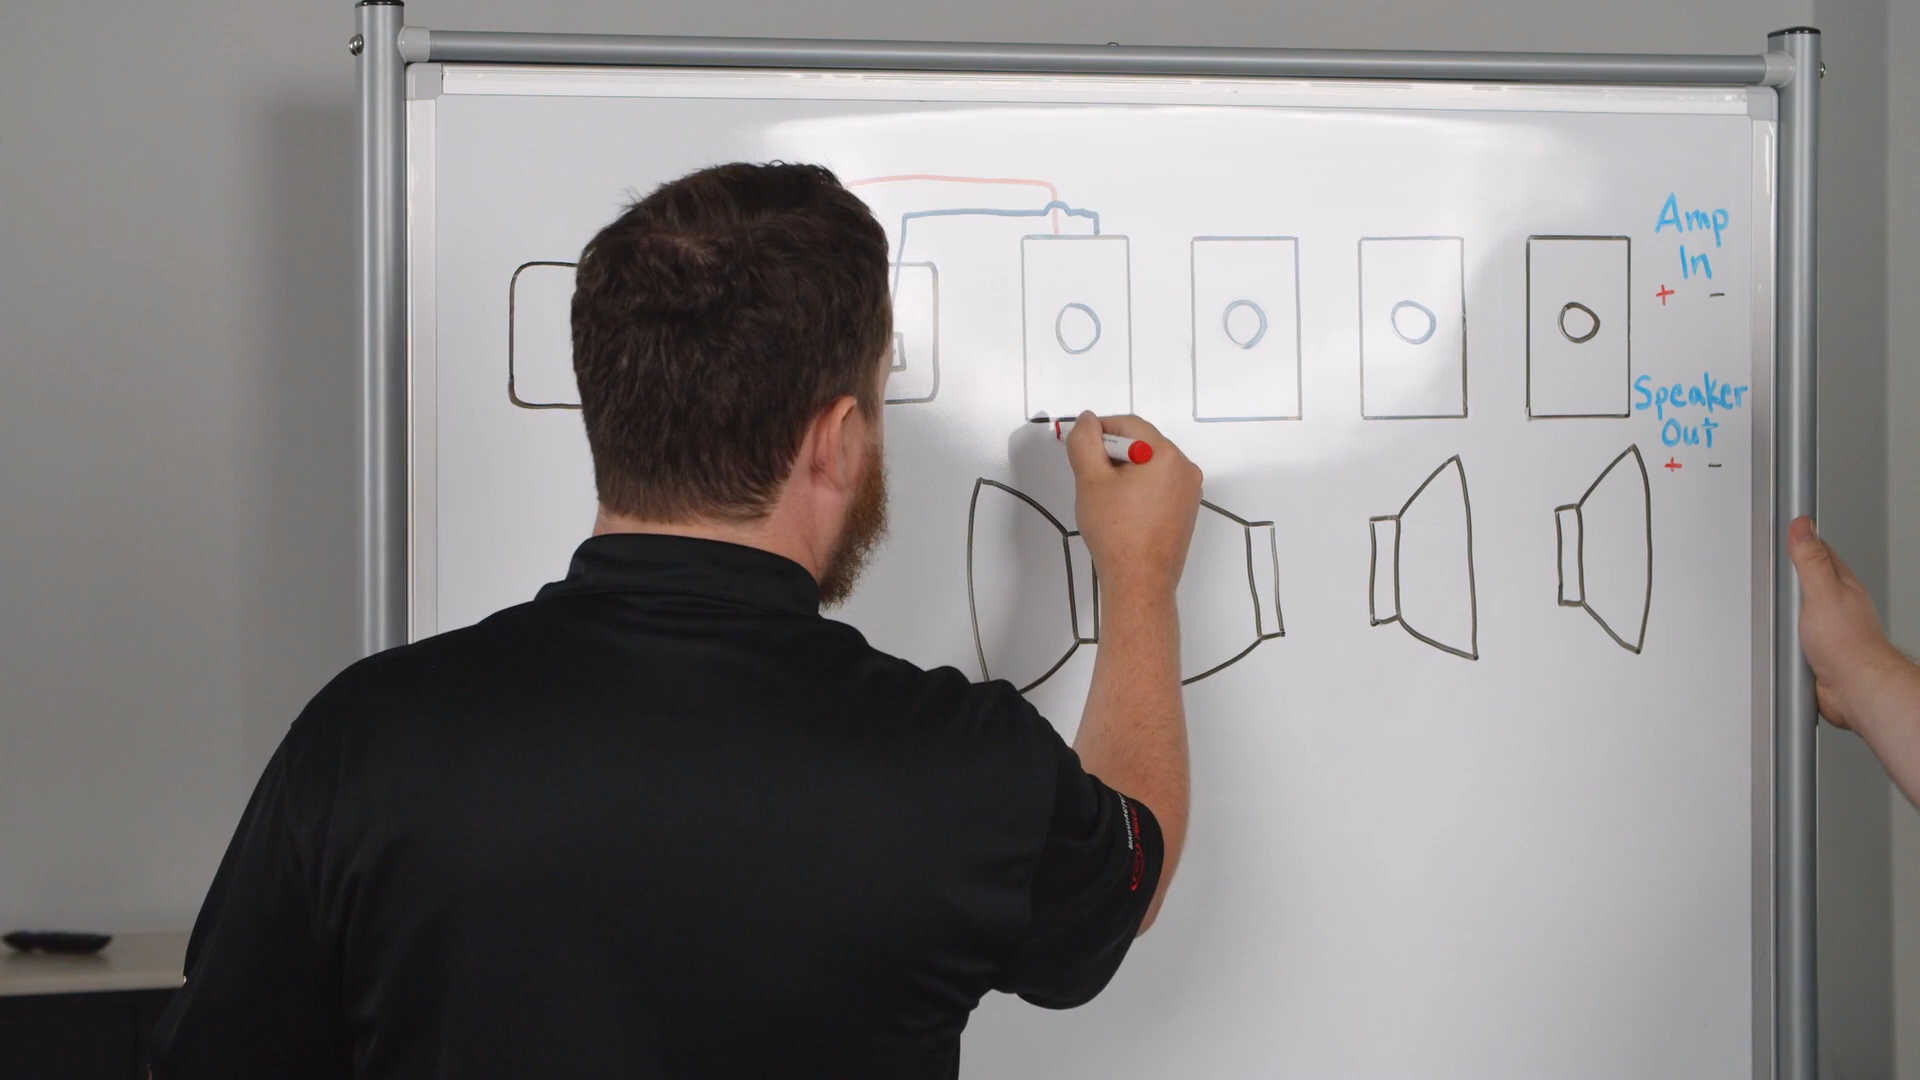 Amp
In
+ -
Speaker
Out
+ -